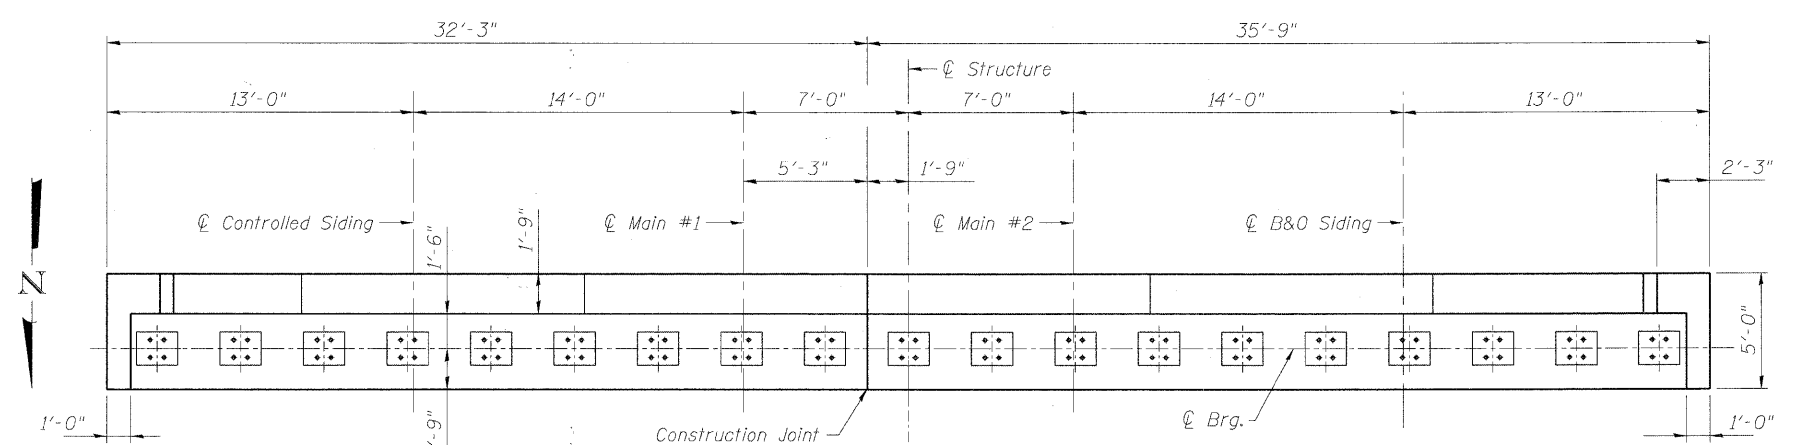 32'-3"
35'-9"
℄ Structure
13'-0"
14'-0"
7'-0"
7'-0"
14'-0"
13'-0"
5'-3"
1'-9"
2'-3"
℄ Controlled Siding
1'-6"
1'-9"
℄ Main #1
℄ Main #2
℄ B&O Siding
N
5'-0"
1'-0"
Construction Joint
℄ Brg.
1'-0"